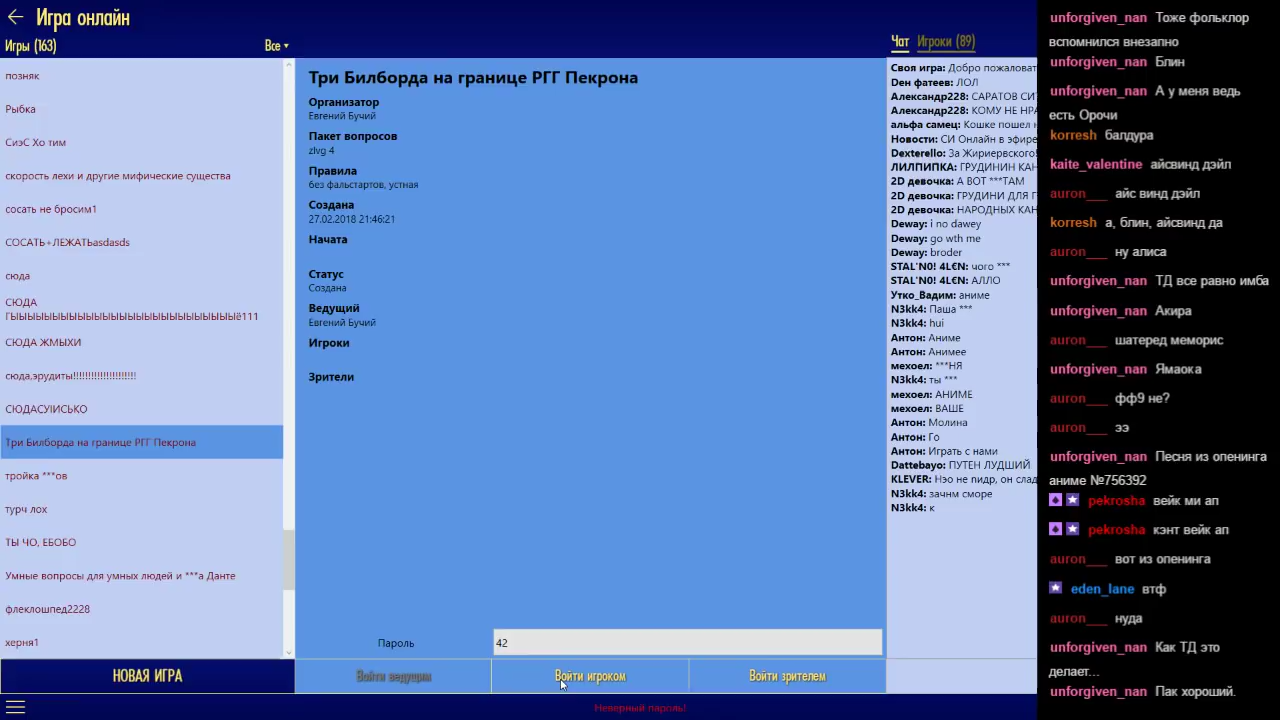 Игра онлайн
Игры (163)
Все
позняк
Рыбка
СиэС Хо тим
скорость лехи и другие мифические существа
сосать не бросим1
СОСАТЬ+ЛЕЖАТЬasdasds
сюда
СЮДА
ГЫЫЫЫЫЫЫЫЫЫЫЫЫЫЫЫЫЫЫЫЫЫЫЫЫЫЫё111
СЮДА ЖМЫХИ
сюда,эрудиты!!!!!!!!!!!!!!!!!!!!!
СЮДАСУ\ИСЬКО
Три Билборда на границе РГГ Пекрона
тройка ***ов
турч лох
ТЫ ЧО, ЕБОБО
Умные вопросы для умных людей и ***а Данте
флеклошпед2228
херня1
НОВАЯ ИГРА
Три Билборда на границе РГГ Пекрона
Организатор
Евгений Бучий
Пакет вопросов
zlvg 4
Правила
без фальстартов, устная
Создана
27.02.2018 21:46:21
Начата
Статус
Создана
Ведущий
Евгений Бучий
Игроки
Зрители
Пароль
42
Войти ведущим
Войти игроком
Войти зрителем
Неверный пароль!
Чат Игроки (89)
Своя игра: Добро пожаловат
Dен фатеев: ЛОЛ
Александр228: САРАТОВ СИ
Александр228: КОМУ НЕ НРА
альфа самец: Кошке пошел н
Новости: СИ Онлайн в эфире
Dexterello: За Жириервского!
ЛИЛПИПКА: ГРУДИНИН КАН
2D девочка: А ВОТ ***ТАМ
2D девочка: ГРУДИНИ ДЛЯ Г
2D девочка: НАРОДНЫХ КАН
Deway: i no dawey
Deway: go wth me
Deway: broder
STAL'N0! 4L€N: чого ***
STAL'N0! 4L€N: АЛЛО
Утко_Вадим: аниме
N3kk4: Паша ***
N3kk4: hui
Антон: Аниме
Антон: Анимее
мехоел: ***НЯ
N3kk4: ты ***
мехоел: АНИМЕ
мехоел: ВАШЕ
Антон: Молина
Антон: Го
Антон: Играть с нами
Dattebayo: ПУТЕН ЛУДШИЙ
KLEVER: Нэо не пидр, он слад
N3kk4: зачнм сморе
N3kk4: к
unforgiven_nan Тоже фольклор
вспомнился внезапно
unforgiven_nan Блин
unforgiven_nan А у меня ведь
есть Орочи
korresh балдура
kaite_valentine айсвинд дэйл
auron___ айс винд дэйл
korresh а, блин, айсвинд да
auron___ ну алиса
unforgiven_nan ТД все равно имба
unforgiven_nan Акира
auron___ шатеред меморис
unforgiven_nan Ямаока
auron___ фф9 не?
auron___ ээ
unforgiven_nan Песня из опенинга
аниме №756392
pekrosha вейк ми ап
pekrosha кэнт вейк ап
auron___ вот из опенинга
eden_lane втф
auron___ нуда
unforgiven_nan Как ТД это
делает...
unforgiven_nan Пак хороший.